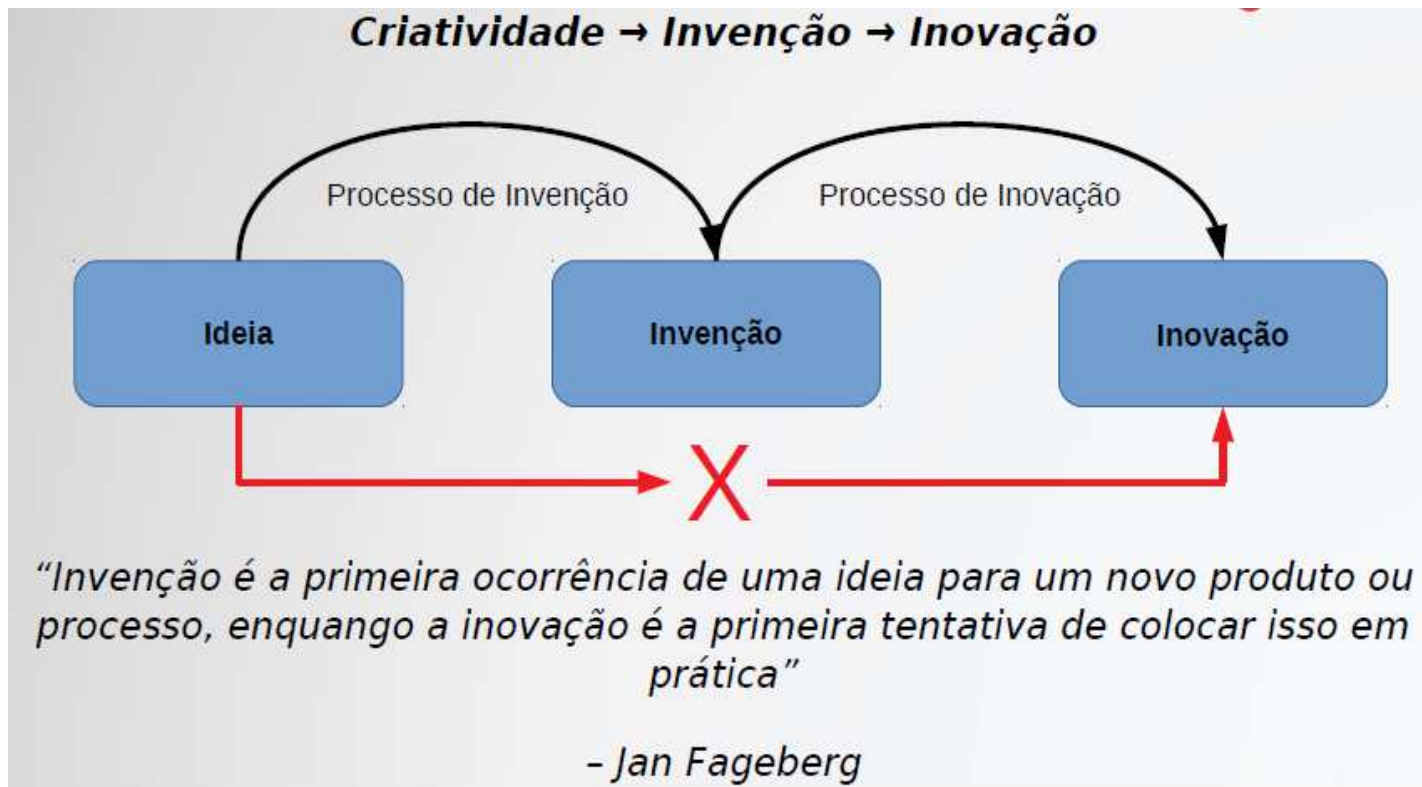 Criatividade → Invenção → Inovação
Processo de Invenção
Processo de Inovação
Ideia
Invenção
Inovação
X
“Invenção é a primeira ocorrência de uma ideia para um novo produto ou
processo, enquango a inovação é a primeira tentativa de colocar isso em
prática”
– Jan Fageberg